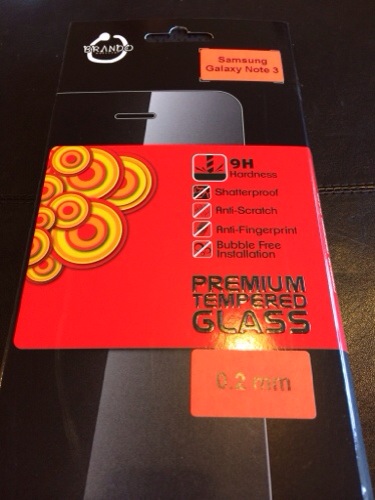 BRANDO
Samsung
Galaxy Note 3
9H
Hardness
Shatterproof
Anti-Scratch
Anti-Fingerprint
Bubble Free
Installation
PREMIUM
TEMPERED
GLASS
0.2 mm